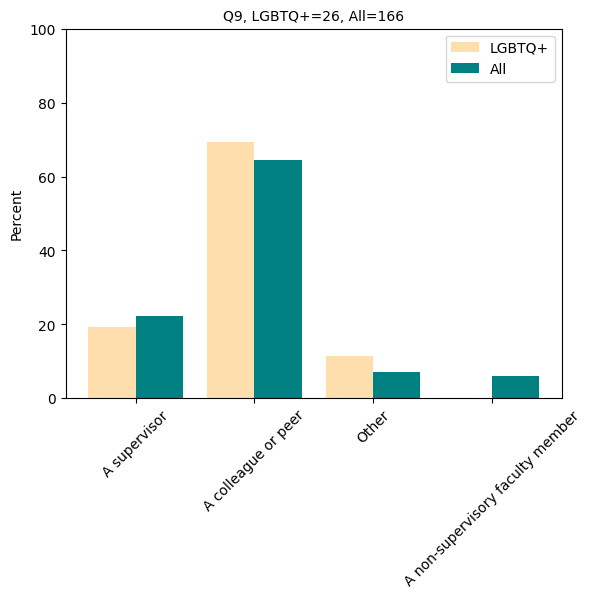 Q9, LGBTQ+=26, All=166
100
80
60
40
20
0
Percent
LGBTQ+
All
A supervisor
A colleague or peer
Other
A non-supervisory faculty member